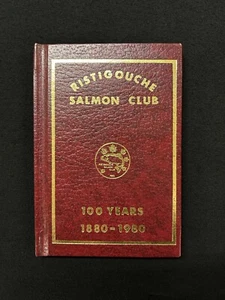 RISTIGOUCHE
SALMON CLUB
100 YEARS
1880-1980